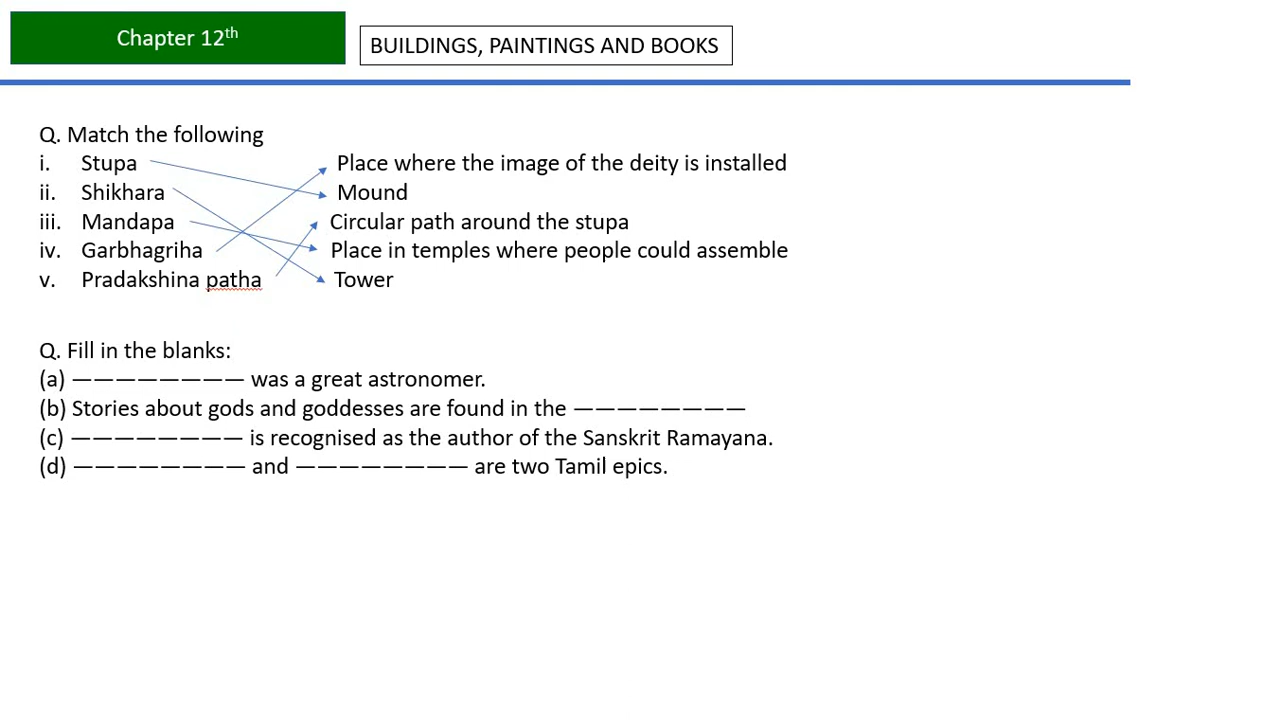 Chapter 12th
BUILDINGS, PAINTINGS AND BOOKS
Q. Match the following
i. Stupa Place where the image of the deity is installed
ii. Shikhara Mound
iii. Mandapa Circular path around the stupa
iv. Garbhagriha Place in temples where people could assemble
v. Pradakshina patha Tower
Q. Fill in the blanks:
(a) ———————— was a great astronomer.
(b) Stories about gods and goddesses are found in the ————————
(c) ———————— is recognised as the author of the Sanskrit Ramayana.
(d) ———————— and ———————— are two Tamil epics.